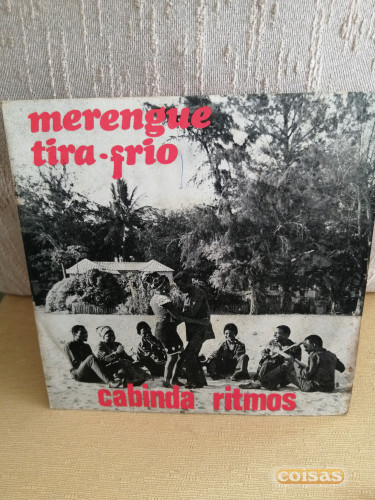 merengue
tira-frio
cabinda ritmos
coisas